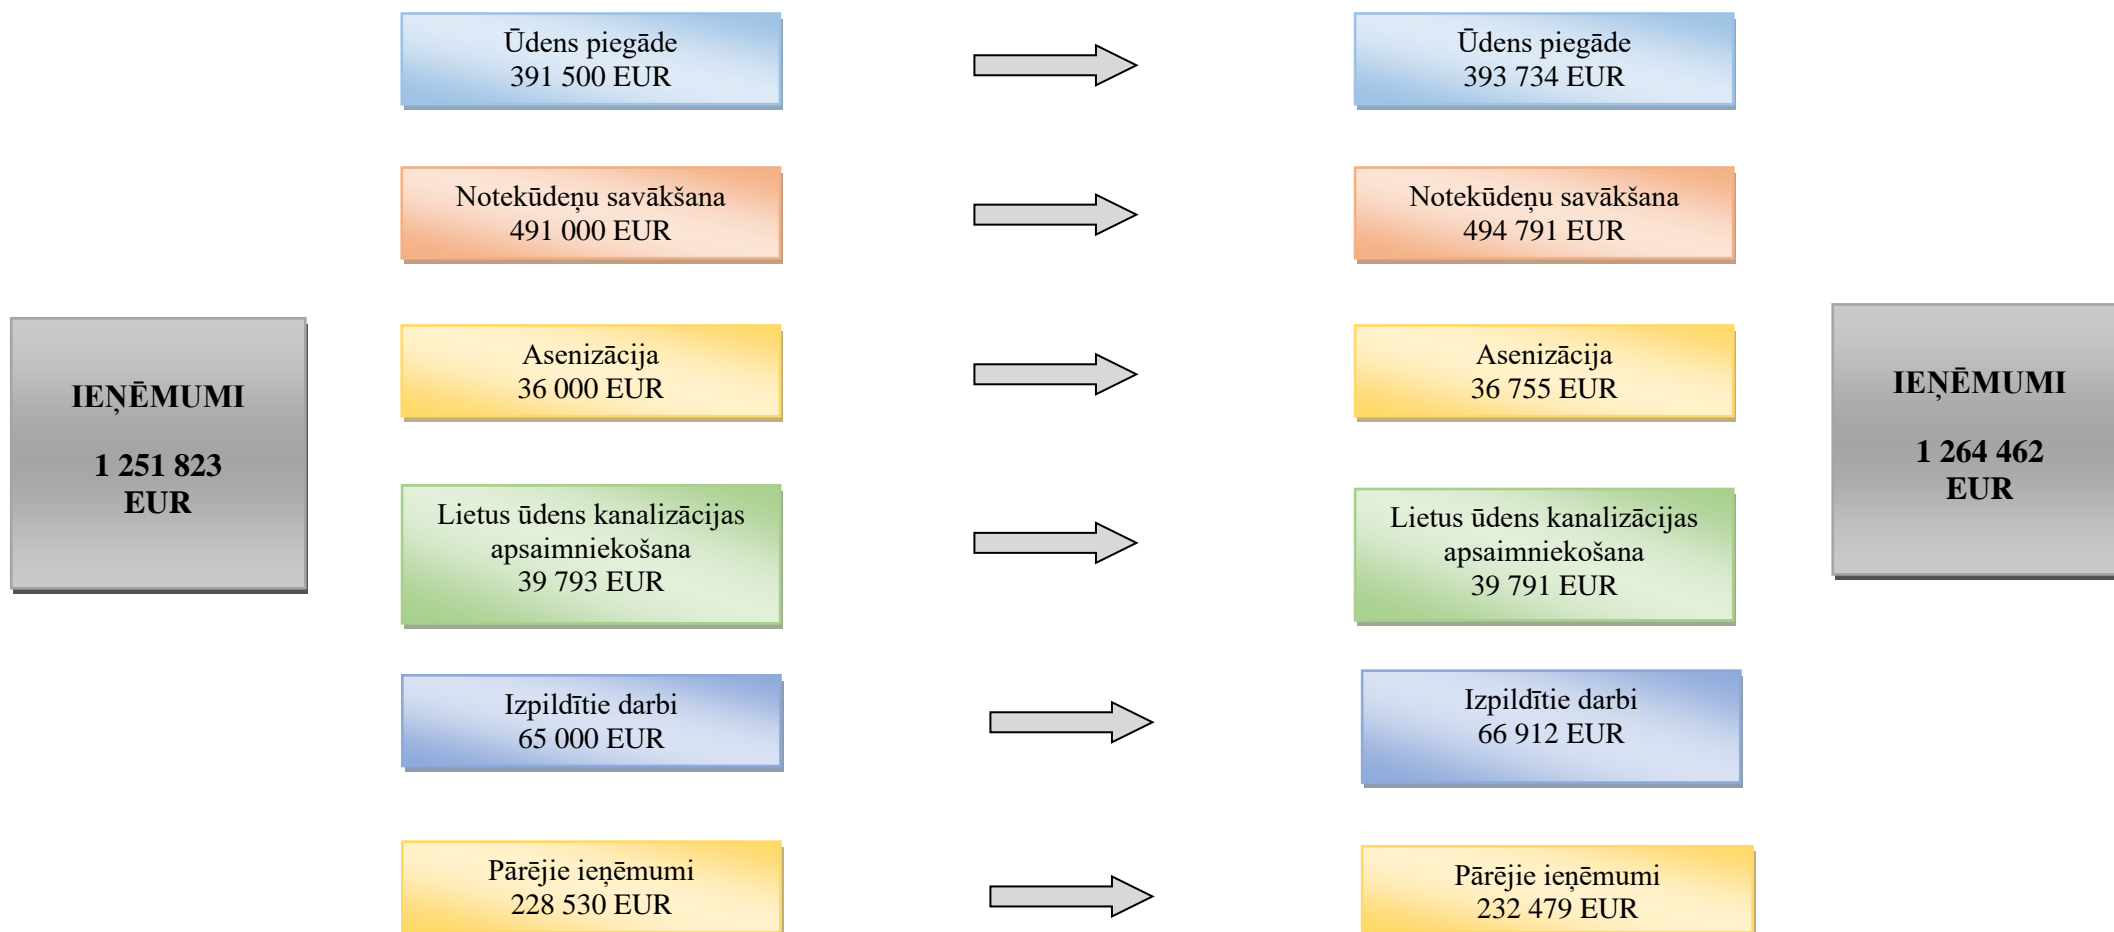 Ūdens piegāde
391 500 EUR
Ūdens piegāde
393 734 EUR
Notekūdeņu savākšana
491 000 EUR
Notekūdeņu savākšana
494 791 EUR
IEŅĒMUMI
1 251 823
EUR
Asenizācija
36 000 EUR
Asenizācija
36 755 EUR
IEŅĒMUMI
1 264 462
EUR
Lietus ūdens kanalizācijas
apsaimniekošana
39 793 EUR
Lietus ūdens kanalizācijas
apsaimniekošana
39 791 EUR
Izpildītie darbi
65 000 EUR
Izpildītie darbi
66 912 EUR
Pārējie ieņēmumi
228 530 EUR
Pārējie ieņēmumi
232 479 EUR